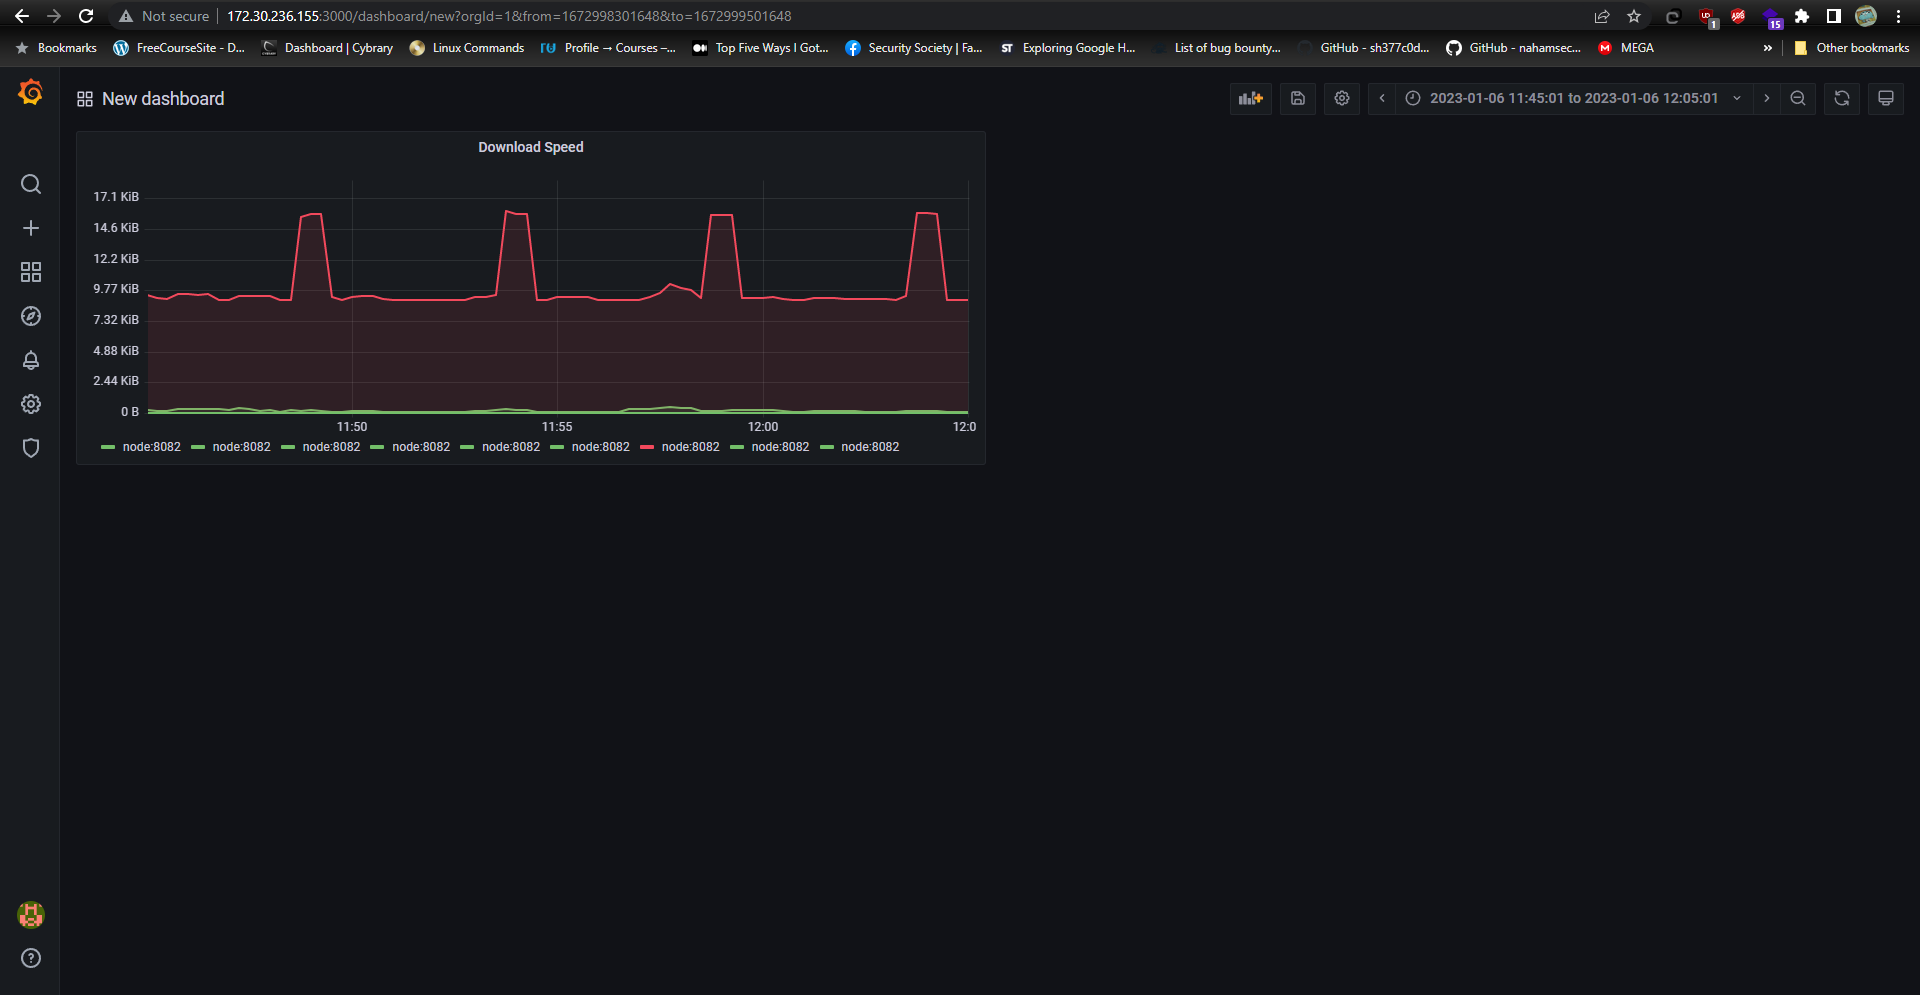 Not secure 172.30.236.155:3000/dashboard/new?orgId=1&from=1672998301648&to=1672999501648
UD 1 ABB 15
Bookmarks FreeCourseSite - D... Dashboard | Cybrary Linux Commands Profile → Courses –... Top Five Ways I Got... Security Society | Fa... ST Exploring Google H... List of bug bounty... GitHub - sh377c0d... GitHub - nahamsec... M MEGA » Other bookmarks
New dashboard
2023-01-06 11:45:01 to 2023-01-06 12:05:01
Download Speed
17.1 KiB
14.6 KiB
12.2 KiB
9.77 KiB
7.32 KiB
4.88 KiB
2.44 KiB
0 B
11:50 11:55 12:00 12:0
node:8082 node:8082 node:8082 node:8082 node:8082 node:8082 node:8082 node:8082 node:8082